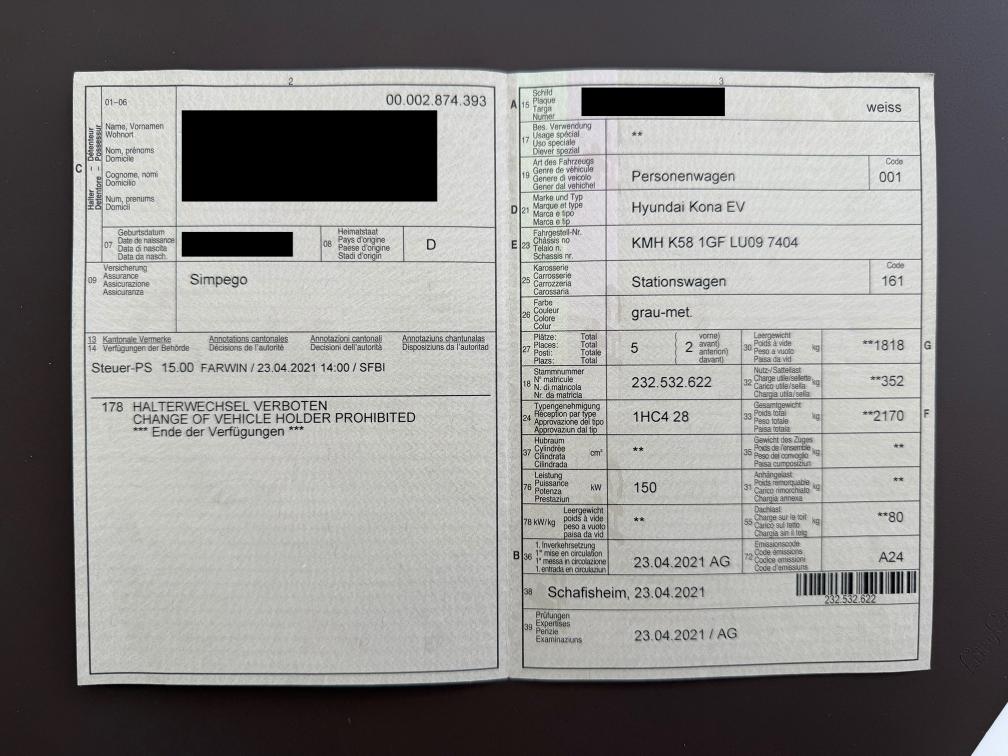 2
01-06
00.002.874.393
Halter – Détenteur
Detentore – Possessur
C
Name, Vornamen
Wohnort
Nom, prénoms
Domicile
Cognome, nomi
Domicilio
Num, prenums
Domicil
07
Geburtsdatum
Date de naissance
Data di nascita
Data da nasch.
08
Heimatstaat
Pays d'origine
Paese d'origine
Stadi d'origin
D
09
Versicherung
Assurance
Assicurazione
Assicuranza
Simpego
13 Kantonale Vermerke Annotations cantonales Annotazioni cantonali Annotaziuns chantunalas
14 Verfügungen der Behörde Décisions de l'autorité Decisioni dell'autorità Disposiziuns da l'autoritad
Steuer-PS 15.00 FARWIN / 23.04.2021 14:00 / SFBI
178 HALTERWECHSEL VERBOTEN
CHANGE OF VEHICLE HOLDER PROHIBITED
*** Ende der Verfügungen ***
3
A 15
Schild
Plaque
Targa
Numer
weiss
17
Bes. Verwendung
Usage spécial
Uso speciale
Diever spezial
**
19
Art des Fahrzeugs
Genre de véhicule
Genere di veicolo
Gener dal vehichel
Personenwagen
Code
001
D 21
Marke und Typ
Marque et type
Marca e tipo
Marca e tip
Hyundai Kona EV
E 23
Fahrgestell-Nr.
Châssis no
Telaio n.
Schassis nr.
KMH K58 1GF LU09 7404
25
Karosserie
Carrosserie
Carrozzeria
Carossaria
Stationswagen
Code
161
26
Farbe
Couleur
Colore
Colur
grau-met.
27
Plätze: Total
Places: Total
Posti: Totale
Plazs: Total
5
( 2
vorne)
avant)
anteriori)
davant)
30
Leergewicht
Poids à vide
Peso a vuoto
Paisa da vid
kg
**1818
G
18
Stammnummer
N° matricule
N. di matricola
Nr. da matricla
232.532.622
32
Nutz-/Sattellast
Charge utile/sellette
Carico utile/sella
Chargia utila/sella
kg
**352
24
Typengenehmigung
Réception par type
Approvazione del tipo
Approvaziun dal tip
1HC4 28
33
Gesamtgewicht
Poids total
Peso totale
Paisa totala
kg
**2170
F
37
Hubraum
Cylindrée
Cilindrata
Cilindrada
cm³
**
35
Gewicht des Zuges
Poids de l'ensemble
Peso del convoglio
Paisa cumposiziun
kg
**
76
Leistung
Puissance
Potenza
Prestaziun
kW
150
31
Anhängelast
Poids remorquable
Carico rimorchiato
Chargia annexa
kg
**
78 kW/kg
Leergewicht
poids à vide
peso a vuoto
paisa da vid
**
55
Dachlast
Charge sur le toit
Carico sul tetto
Chargia sin il tetg
kg
**80
B 36
1. Inverkehrsetzung
1re mise en circulation
1a messa in circolazione
1. entrada en circulaziun
23.04.2021 AG
72
Emissionscode
Code émissions
Codice emissioni
Code d'emissiuns
A24
38
Schafisheim, 23.04.2021
232.532.622
39
Prüfungen
Expertises
Perizie
Examinaziuns
23.04.2021 / AG